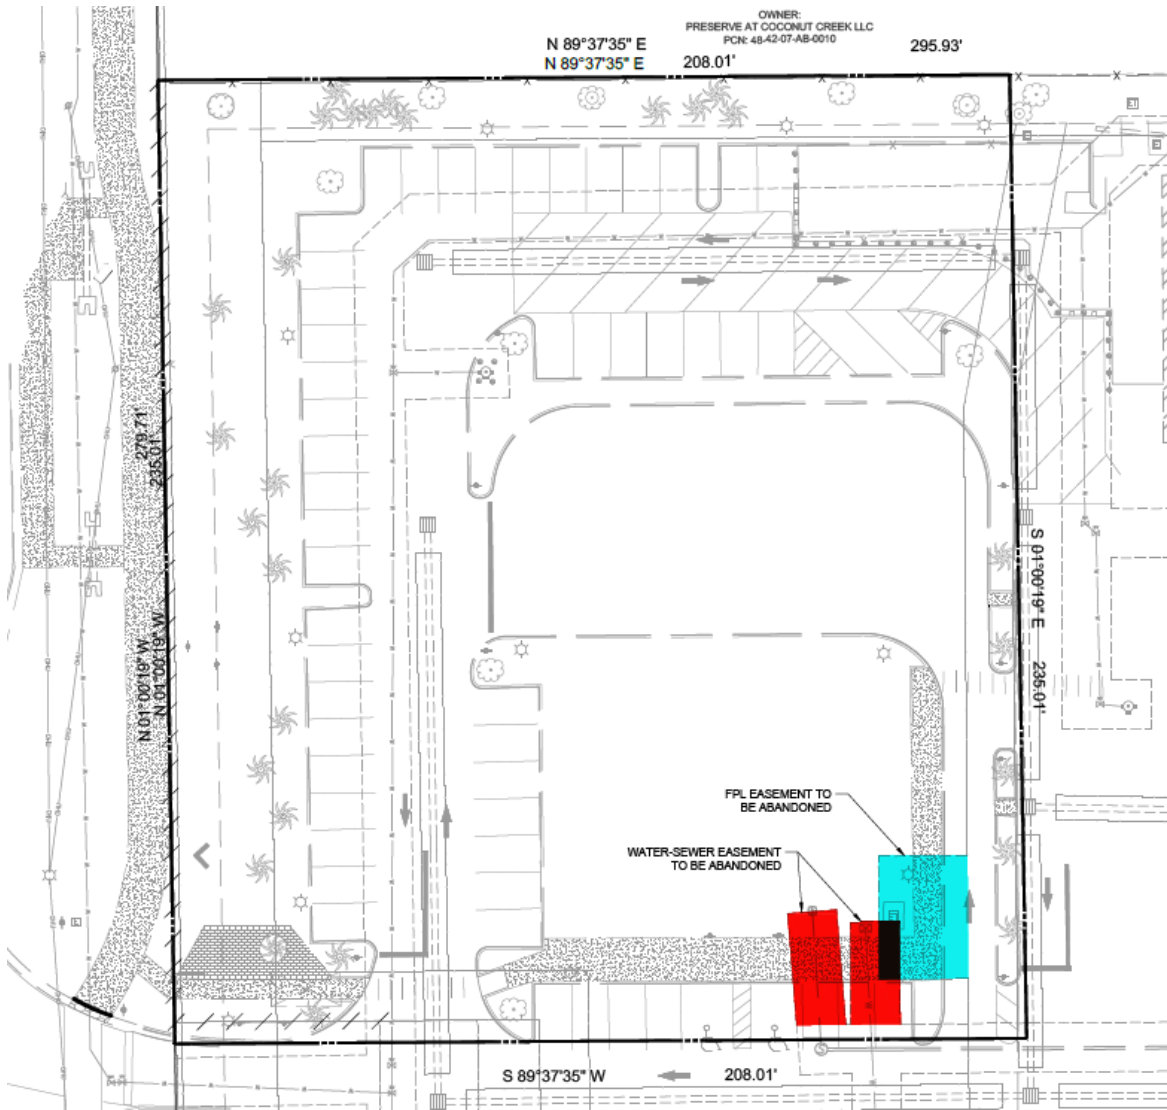 OWNER:
PRESERVE AT COCONUT CREEK LLC
PCN: 48-42-07-AB-0010
N 89°37'35" E
295.93'
N 89°37'35" E
208.01'
279.71'
235.01'
N 01°00'19" W
N 01°00'19" W
S 01°00'19" E
235.01'
FPL EASEMENT TO
BE ABANDONED
WATER-SEWER EASEMENT
TO BE ABANDONED
S 89°37'35" W
208.01'